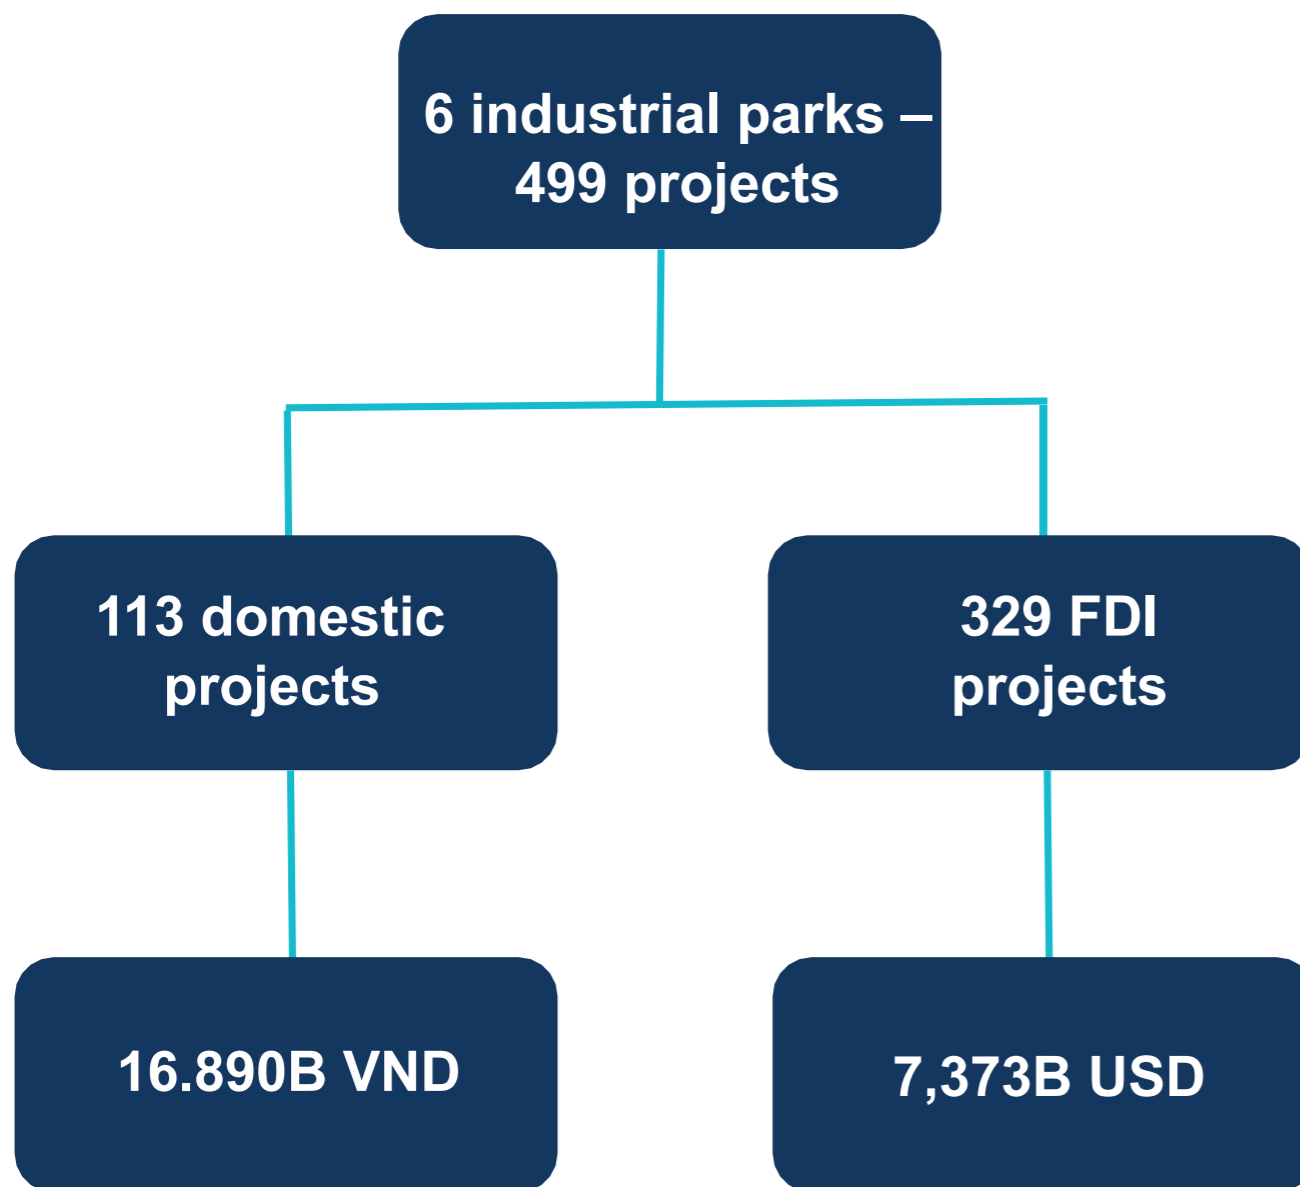 6 industrial parks –
499 projects
113 domestic
projects
329 FDI
projects
16.890B VND
7,373B USD